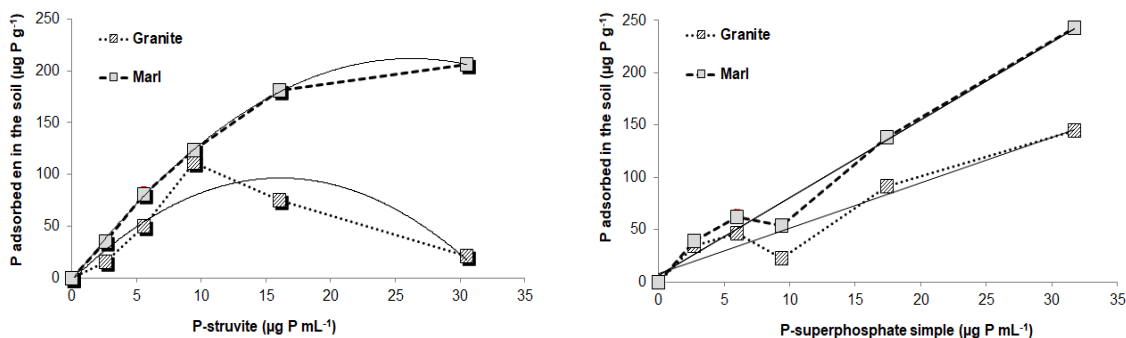 250
200
150
100
50
0
P adsorbed en in the soil (µg P g-1)
Granite
Marl
0 5 10 15 20 25 30 35
P-struvite (µg P mL-1)
250
200
150
100
50
0
P adsorbed in the soil (µg P g-1)
Granite
Marl
0 5 10 15 20 25 30 35
P-superphosphate simple (µg P mL-1)